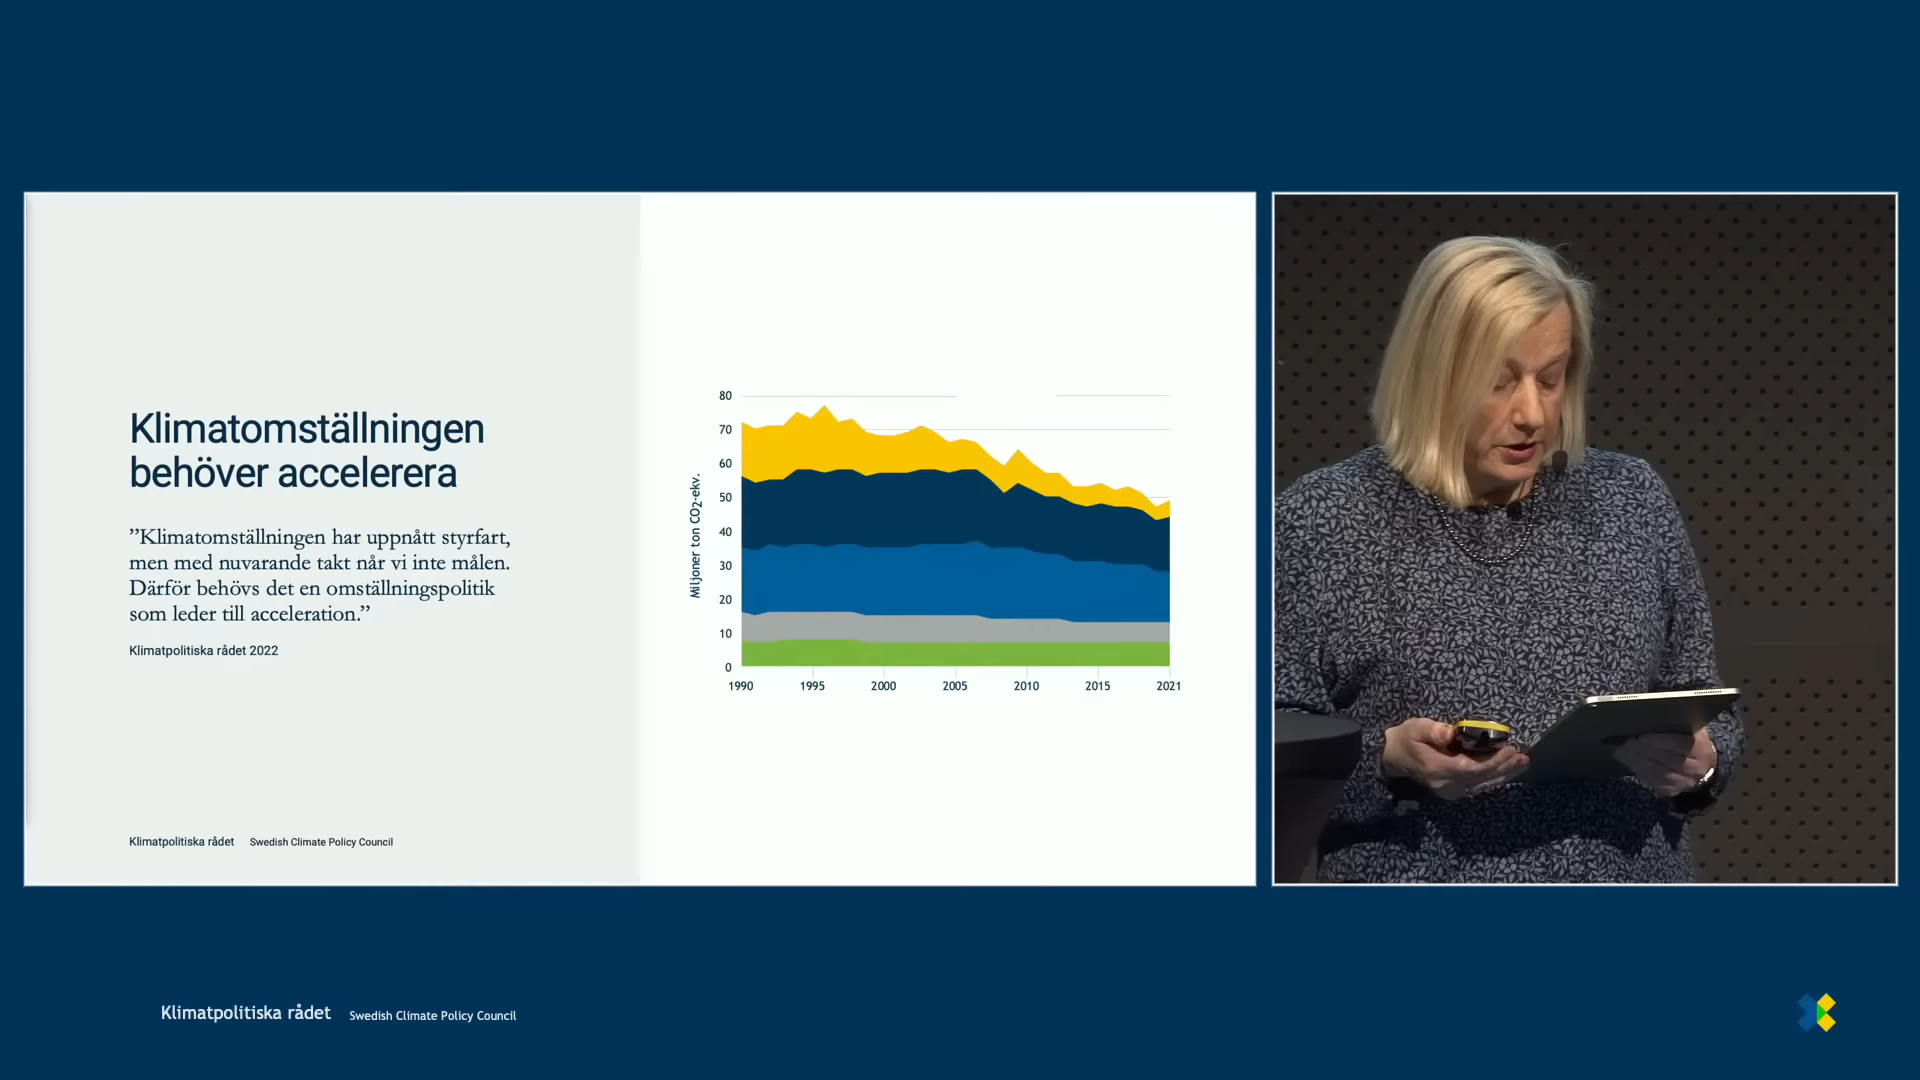 Klimatomställningen
behöver accelerera
”Klimatomställningen har uppnått styrfart,
men med nuvarande takt når vi inte målen.
Därför behövs det en omställningspolitik
som leder till acceleration.”
Klimatpolitiska rådet 2022
Klimatpolitiska rådet Swedish Climate Policy Council
Miljoner ton CO2-ekv.
80
70
60
50
40
30
20
10
0
1990 1995 2000 2005 2010 2015 2021
Klimatpolitiska rådet Swedish Climate Policy Council